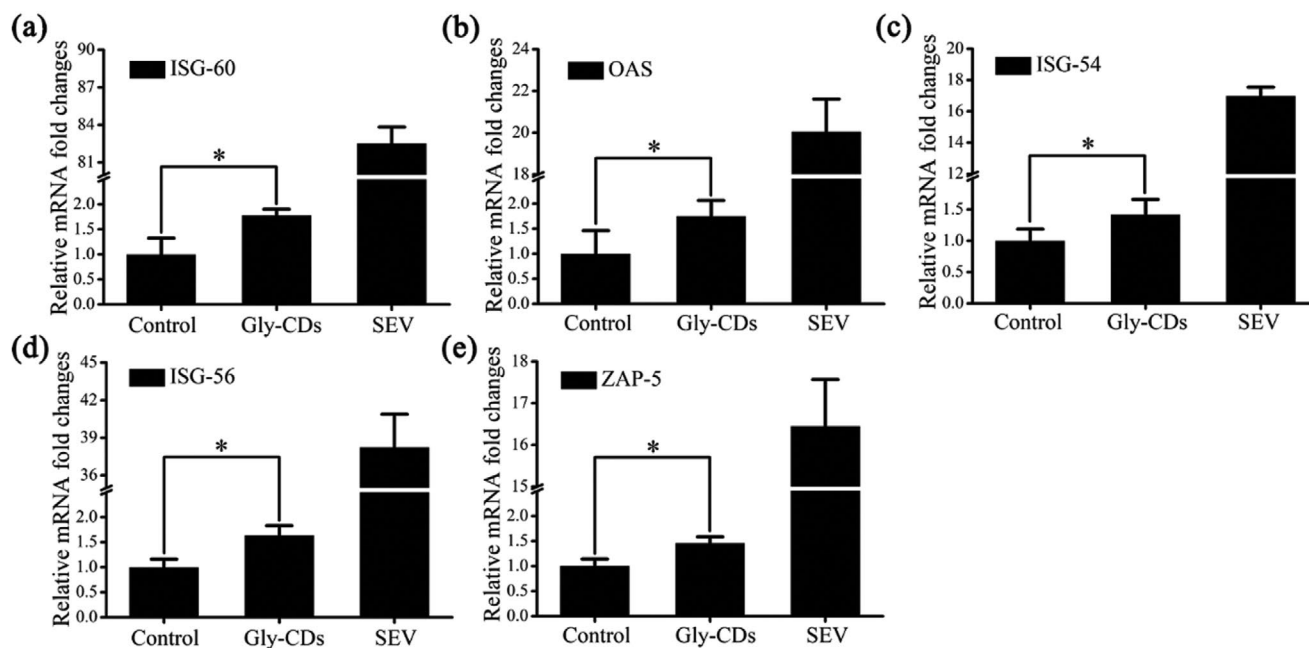 (a)
Relative mRNA fold changes
ISG-60
90
87
84
81
2.0
1.5
1.0
0.5
0.0
*
Control Gly-CDs SEV
(b)
Relative mRNA fold changes
OAS
24
22
20
18
2.0
1.5
1.0
0.5
0.0
*
Control Gly-CDs SEV
(c)
Relative mRNA fold changes
ISG-54
20
18
16
14
12
1.5
1.0
0.5
0.0
*
Control Gly-CDs SEV
(d)
Relative mRNA fold changes
ISG-56
45
42
39
36
2.0
1.5
1.0
0.5
0.0
*
Control Gly-CDs SEV
(e)
Relative mRNA fold changes
ZAP-5
18
17
16
15
2.0
1.5
1.0
0.5
0.0
*
Control Gly-CDs SEV